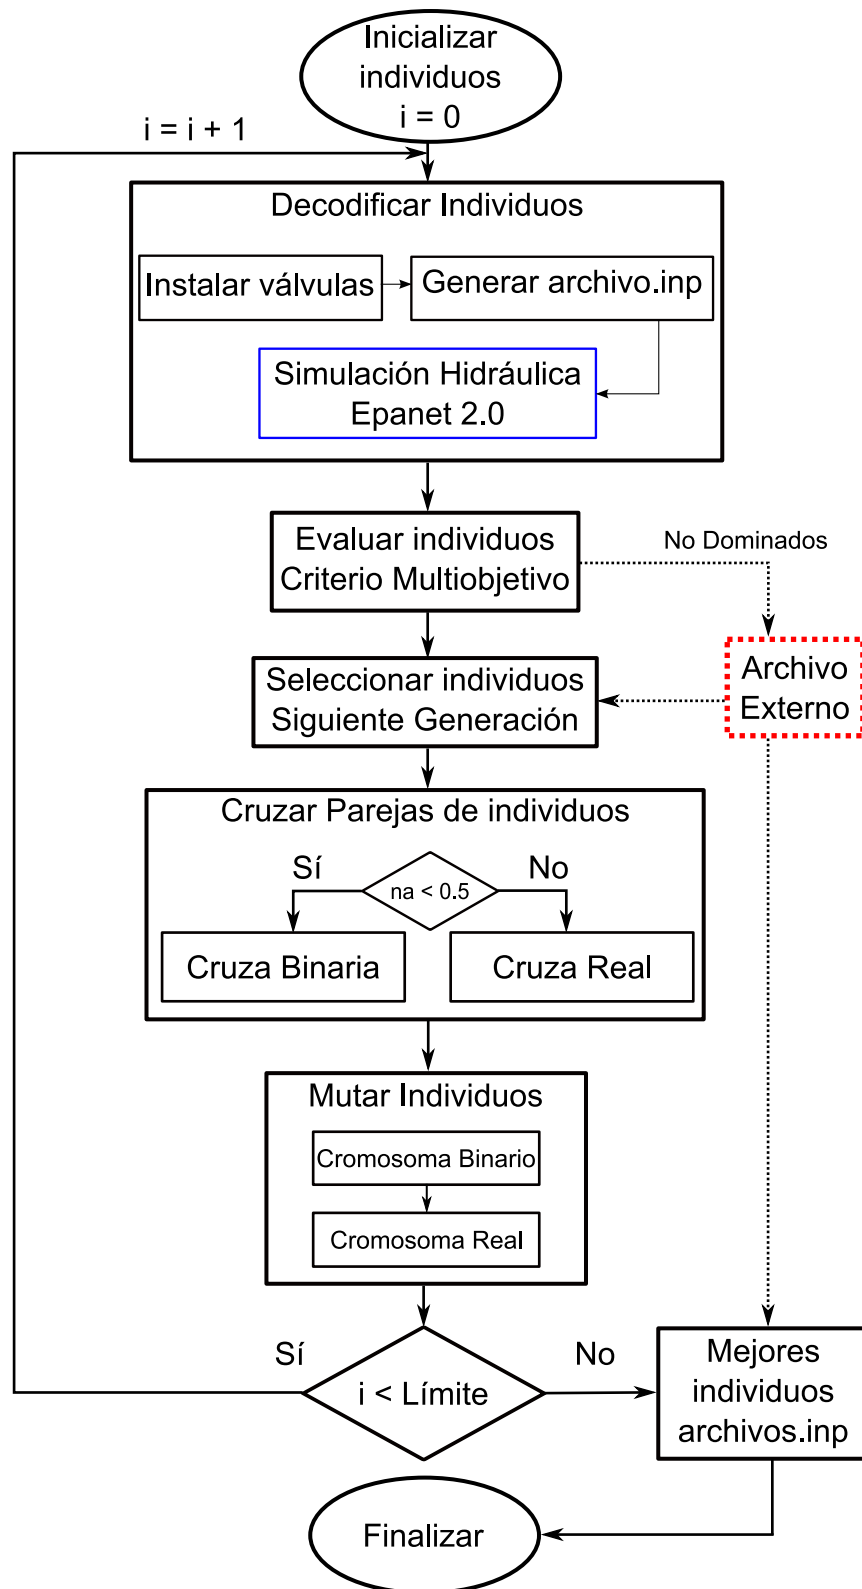 Inicializar
individuos
i = 0
i = i + 1
Decodificar Individuos
Instalar válvulas
Generar archivo.inp
Simulación Hidráulica
Epanet 2.0
Evaluar individuos
Criterio Multiobjetivo
No Dominados
Archivo
Externo
Seleccionar individuos
Siguiente Generación
Cruzar Parejas de individuos
Sí
na < 0.5
No
Cruza Binaria
Cruza Real
Mutar Individuos
Cromosoma Binario
Cromosoma Real
Sí
i < Límite
No
Mejores
individuos
archivos.inp
Finalizar